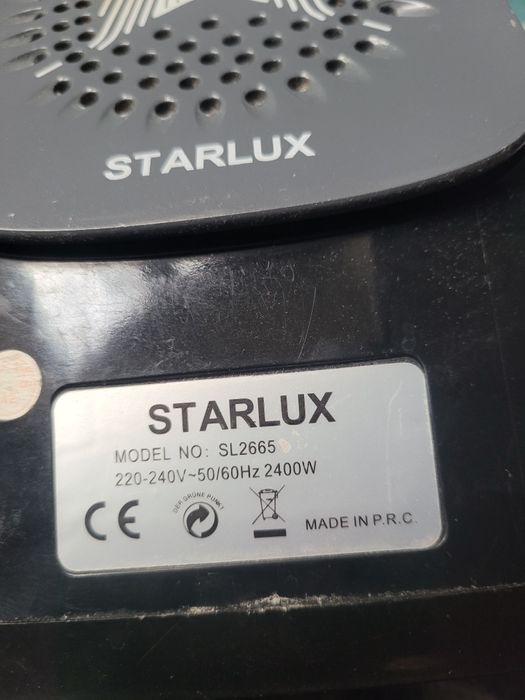 STARLUX
STARLUX
MODEL NO: SL2665
220-240V~50/60Hz 2400W
CE
DER GRÜNE PUNKT
MADE IN P.R.C.